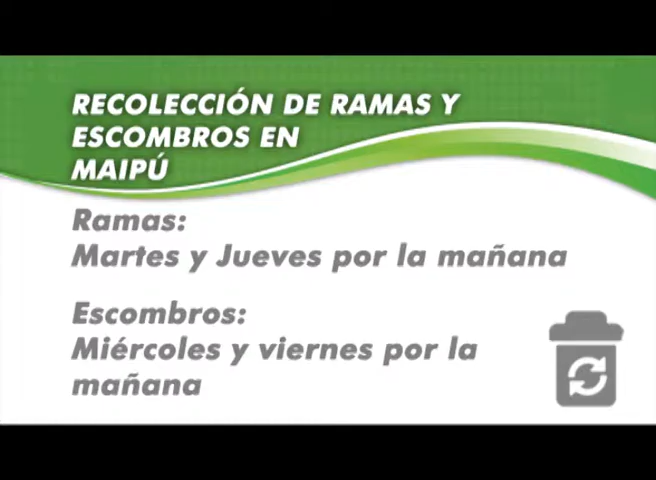 RECOLECCIÓN DE RAMAS Y
ESCOMBROS EN
MAIPÚ
Ramas:
Martes y Jueves por la mañana
Escombros:
Miércoles y viernes por la
mañana